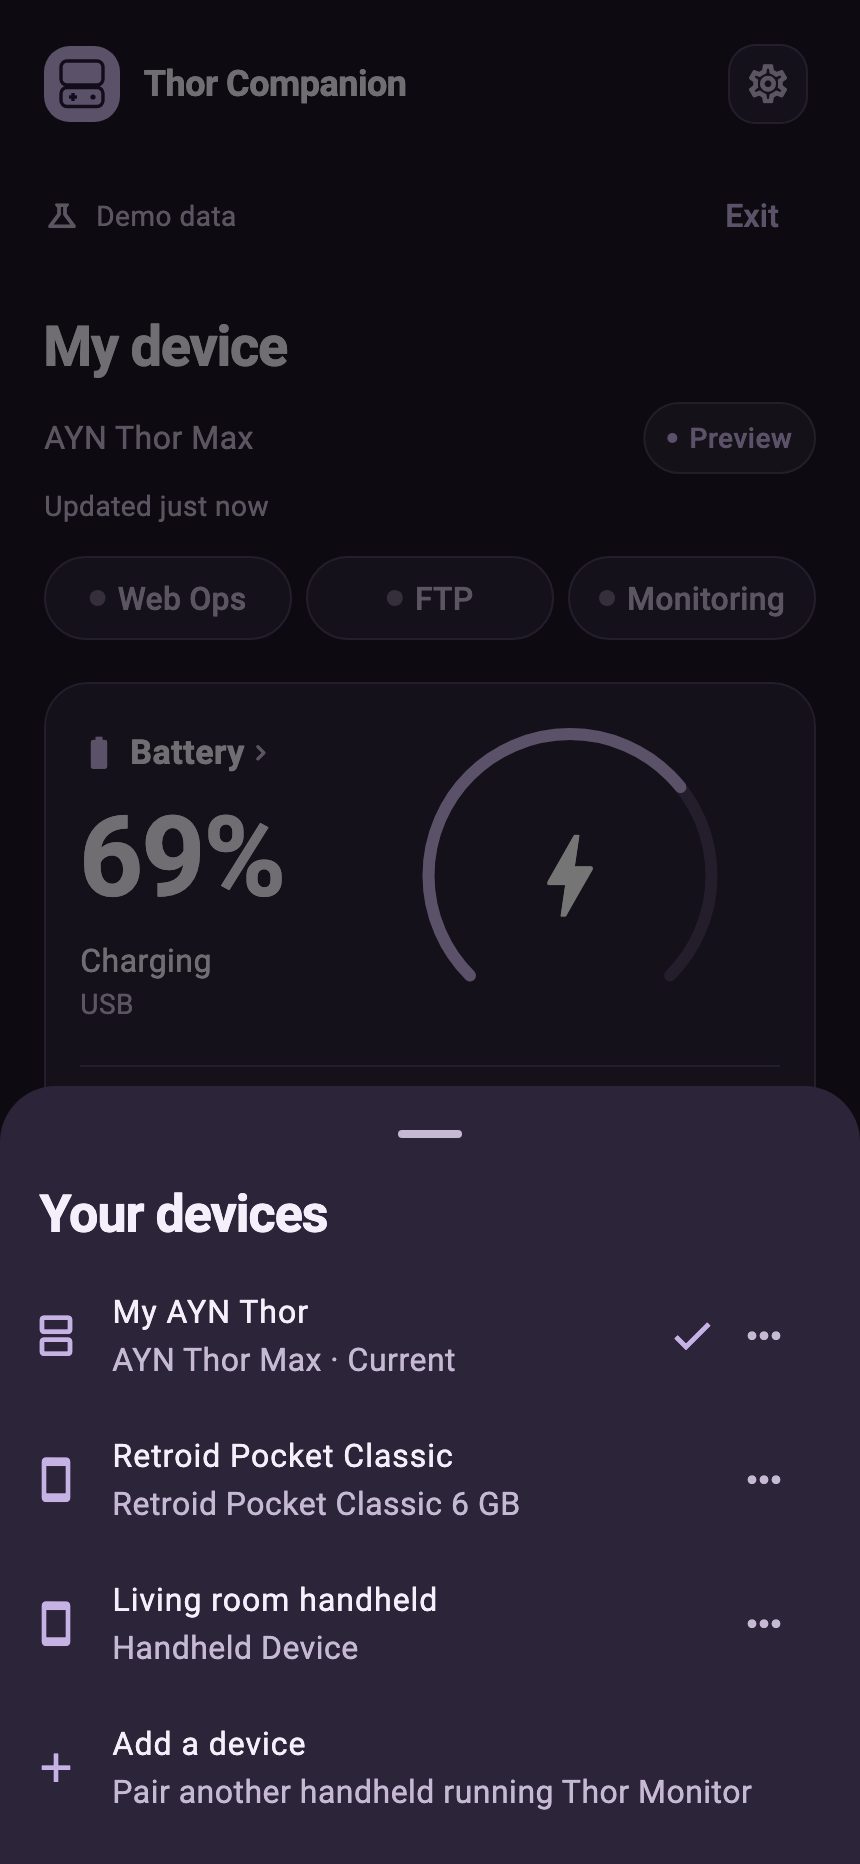 Thor Companion
Demo data
Exit
My device
AYN Thor Max
Preview
Updated just now
Web Ops
FTP
Monitoring
Battery
69%
Charging
USB
Your devices
My AYN Thor
AYN Thor Max · Current
Retroid Pocket Classic
Retroid Pocket Classic 6 GB
Living room handheld
Handheld Device
Add a device
Pair another handheld running Thor Monitor